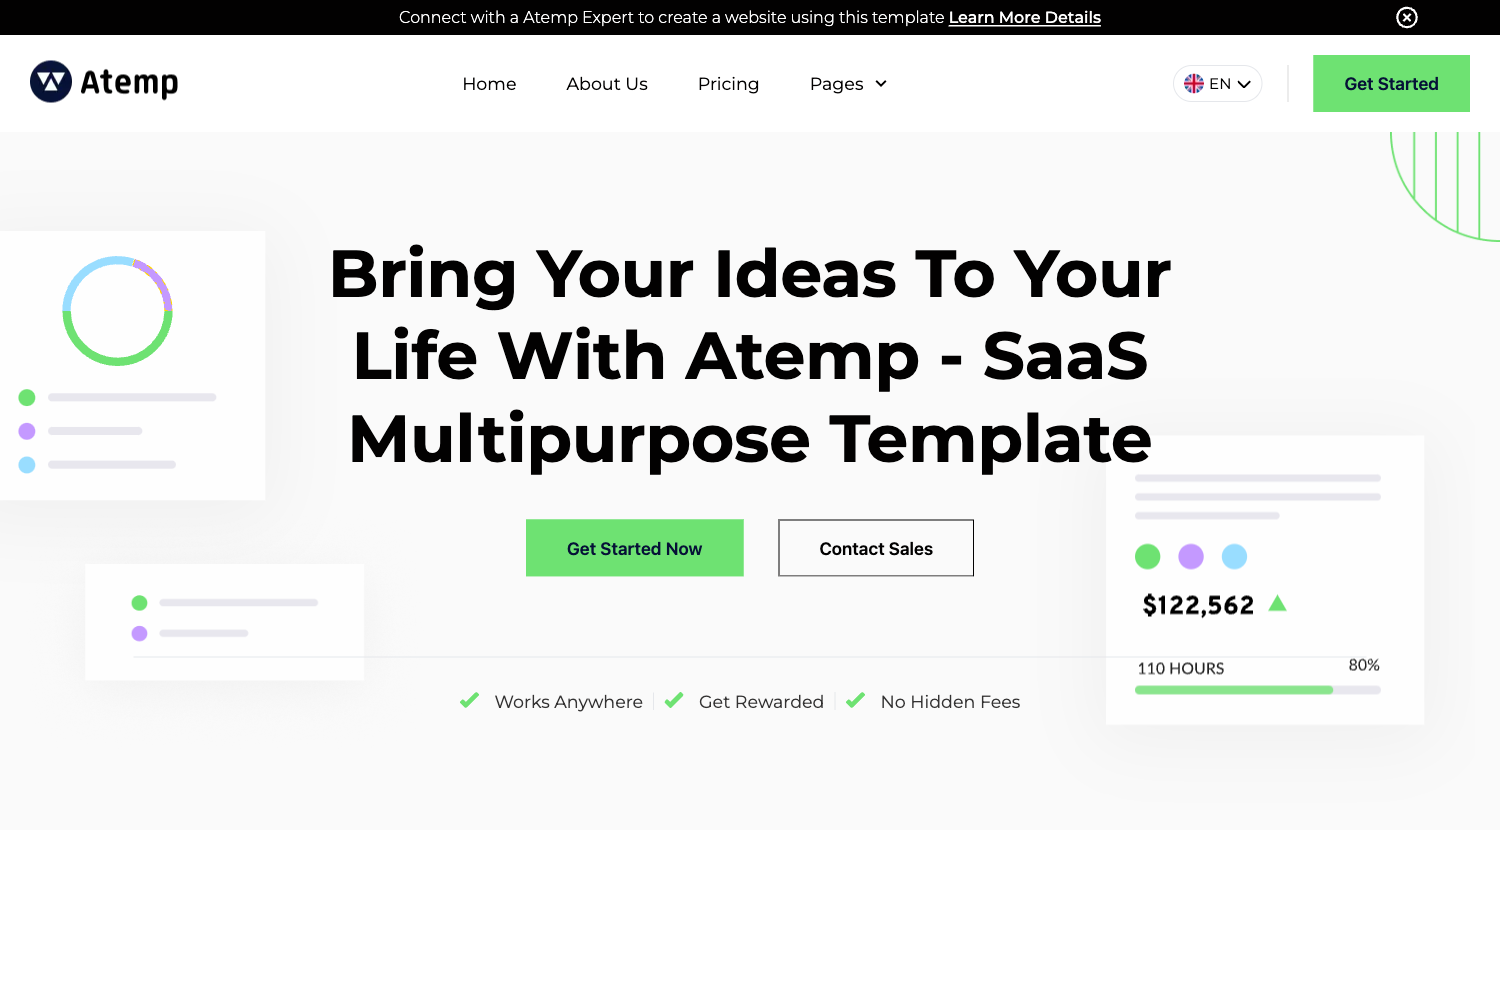 Connect with a Atemp Expert to create a website using this template Learn More Details
Atemp
Home
About Us
Pricing
Pages
EN
Get Started
Bring Your Ideas To Your
Life With Atemp - SaaS
Multipurpose Template
Get Started Now
Contact Sales
$122,562
110 HOURS
80%
Works Anywhere
Get Rewarded
No Hidden Fees